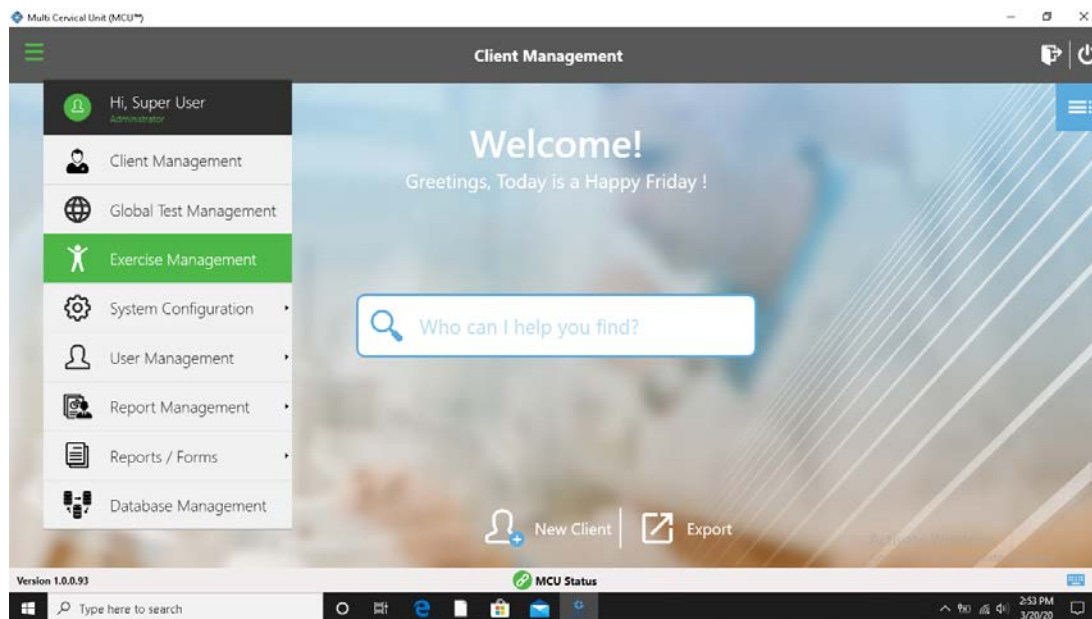 Multi Cervical Unit (MCU™)
Client Management
Hi, Super User
Administrator
Client Management
Global Test Management
Exercise Management
System Configuration
User Management
Report Management
Reports / Forms
Database Management
Welcome!
Greetings, Today is a Happy Friday !
Who can I help you find?
New Client
Export
Version 1.0.0.93
MCU Status
Type here to search
2:53 PM
3/20/20